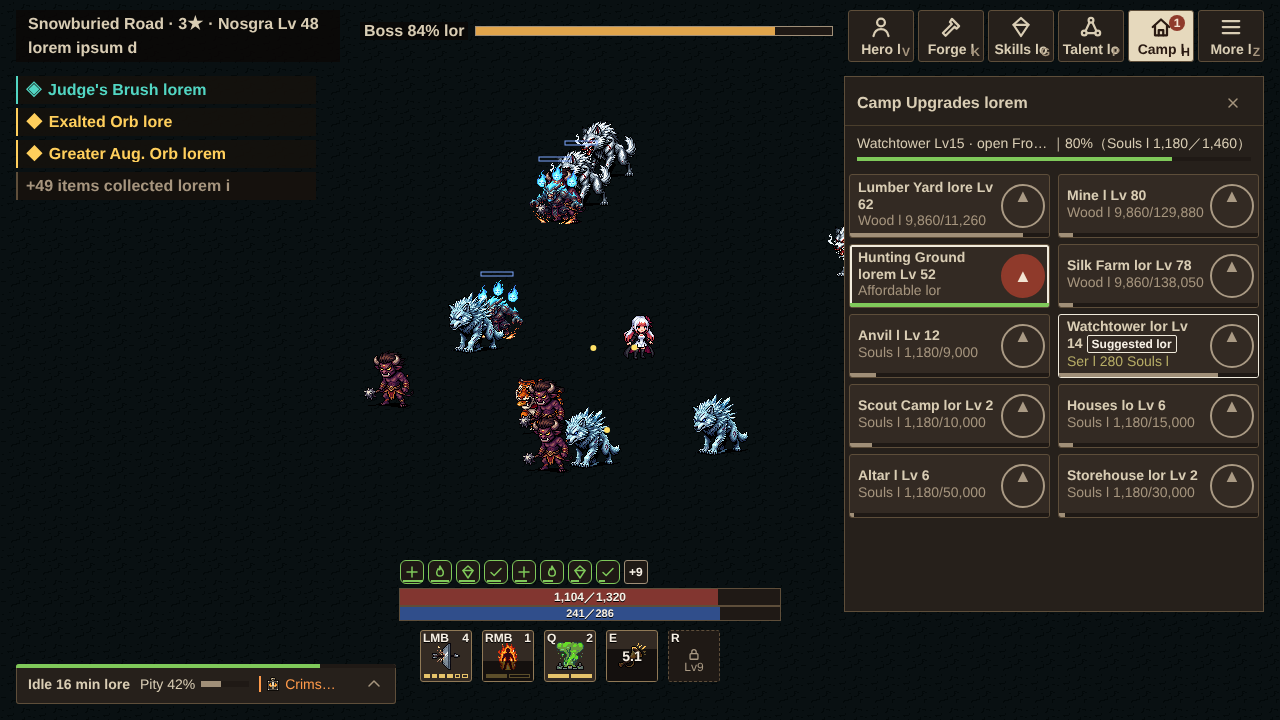 Snowburied Road · 3★ · Nosgra Lv 48
lorem ipsum d
Boss 84% lor
Hero l V
Forge l K
Skills lo G
Talent lo P
Camp l H
1
More l Z
Judge's Brush lorem
Exalted Orb lore
Greater Aug. Orb lorem
+49 items collected lorem i
Camp Upgrades lorem
Watchtower Lv15 · open Fro… ｜80%（Souls l 1,180／1,460）
Lumber Yard lore Lv 62
Wood l 9,860/11,260
Mine l Lv 80
Wood l 9,860/129,880
Hunting Ground lorem Lv 52
Affordable lor
Silk Farm lor Lv 78
Wood l 9,860/138,050
Anvil l Lv 12
Souls l 1,180/9,000
Watchtower lor Lv 14 Suggested lor
Ser l 280 Souls l
Scout Camp lor Lv 2
Souls l 1,180/10,000
Houses lo Lv 6
Souls l 1,180/15,000
Altar l Lv 6
Souls l 1,180/50,000
Storehouse lor Lv 2
Souls l 1,180/30,000
+9
1,104／1,320
241／286
LMB 4
RMB 1
Q 2
E
5.1
R
Lv9
Idle 16 min lore Pity 42% Crims…